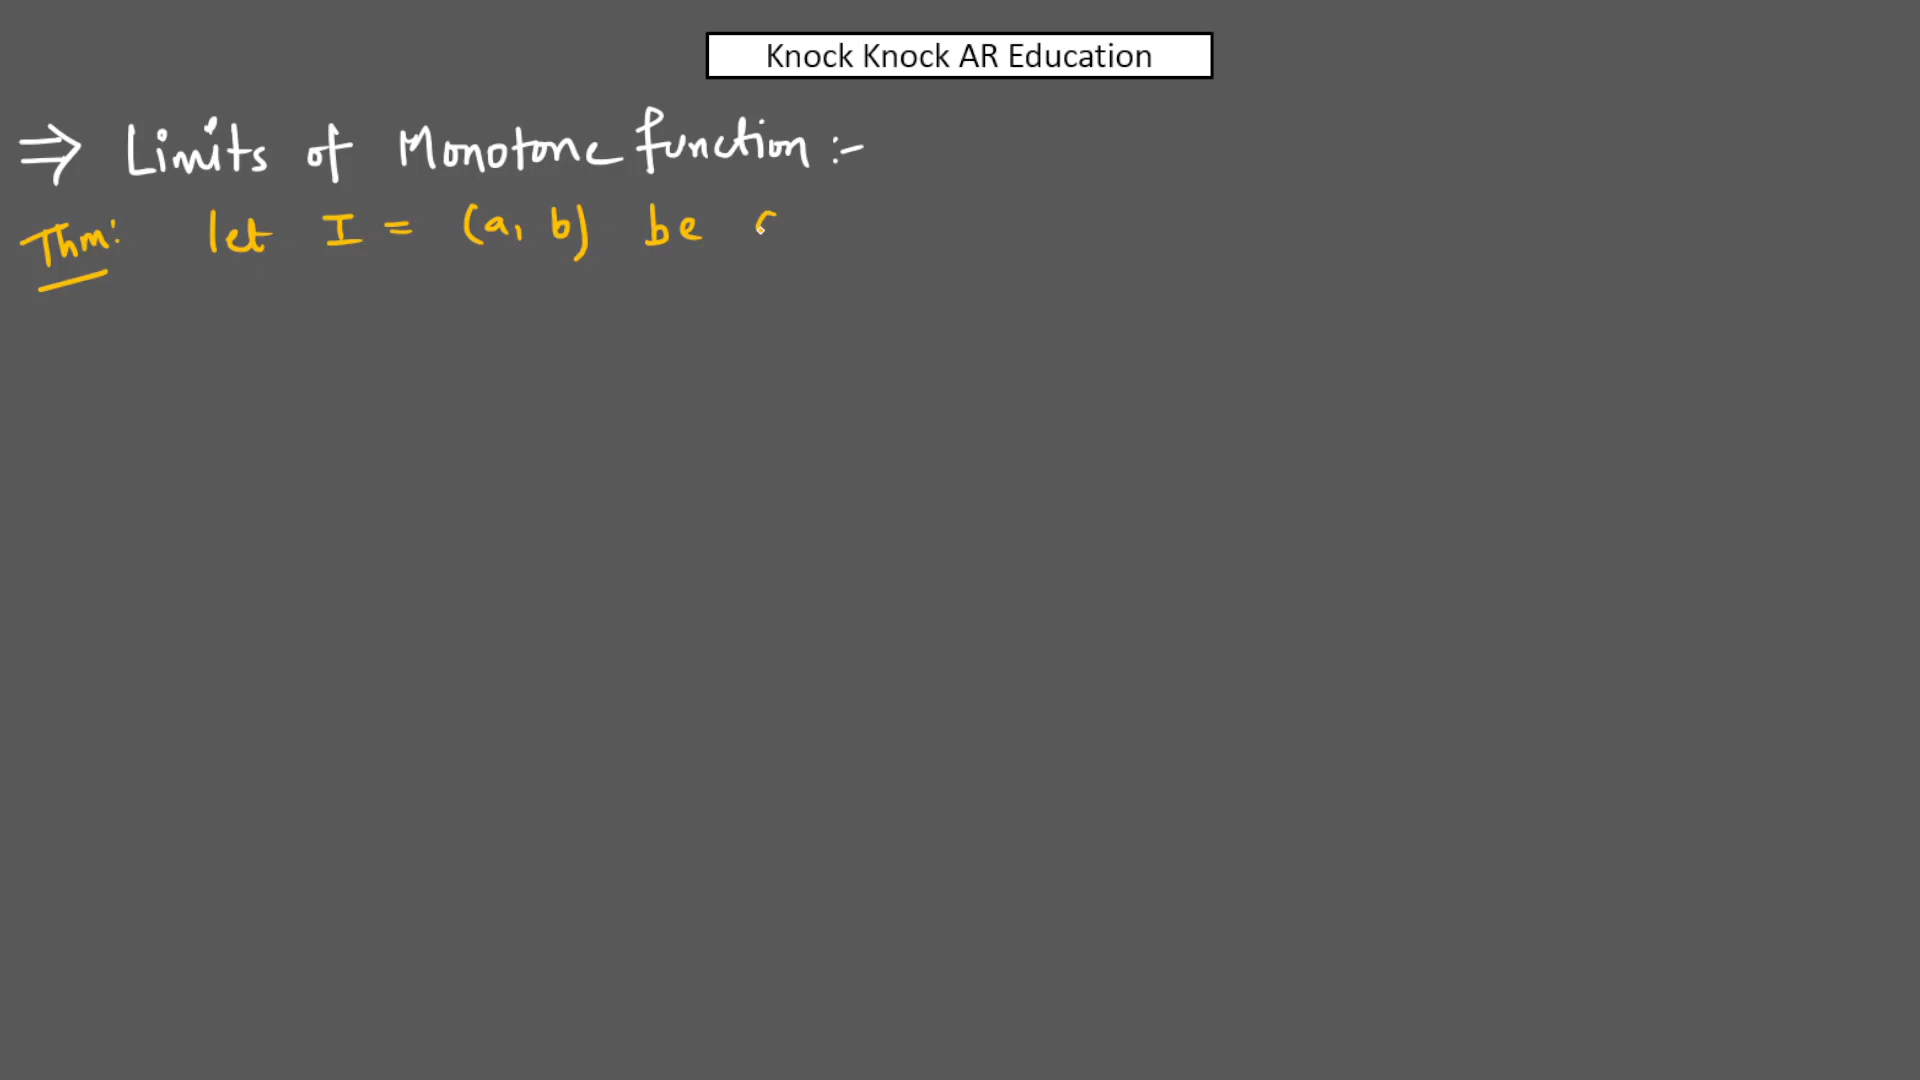 Knock Knock AR Education
⇒ Limits of Monotone function :-
Thm: let I = (a, b) be